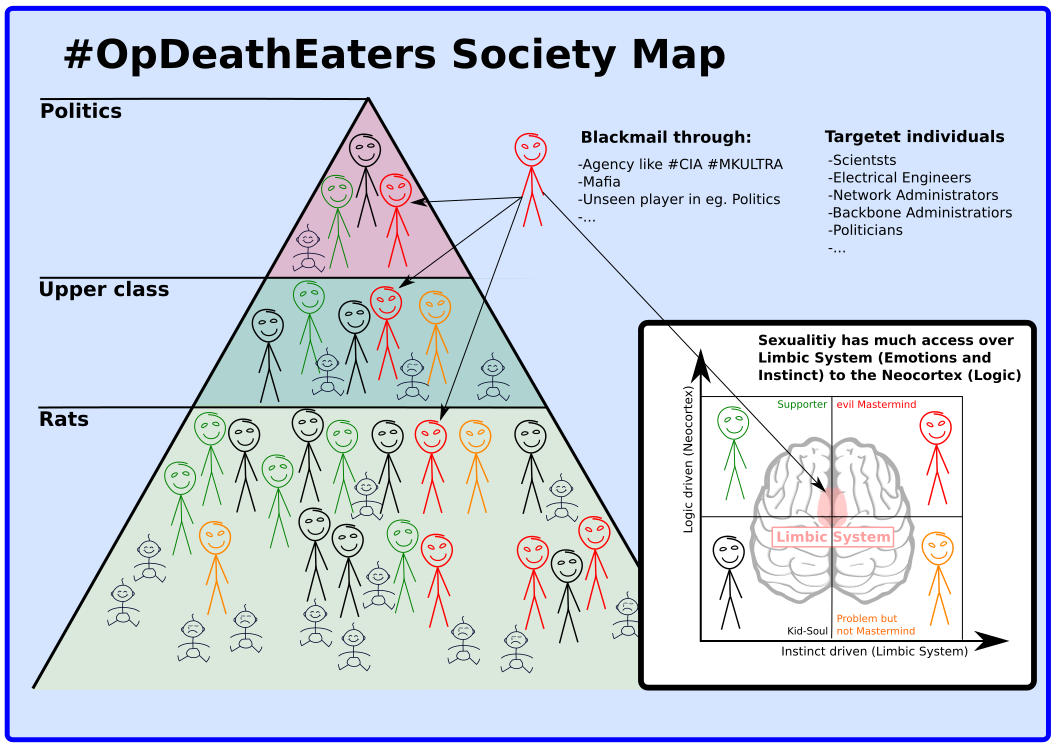 #OpDeathEaters Society Map
Politics
Upper class
Rats
Blackmail through:
-Agency like #CIA #MKULTRA
-Mafia
-Unseen player in eg. Politics
-...
Targetet individuals
-Scientsts
-Electrical Engineers
-Network Administrators
-Backbone Administratiors
-Politicians
-...
Sexualitiy has much access over
Limbic System (Emotions and
Instinct) to the Neocortex (Logic)
Logic driven (Neocortex)
Supporter
evil Mastermind
Limbic System
Kid-Soul
Problem but
not Mastermind
Instinct driven (Limbic System)